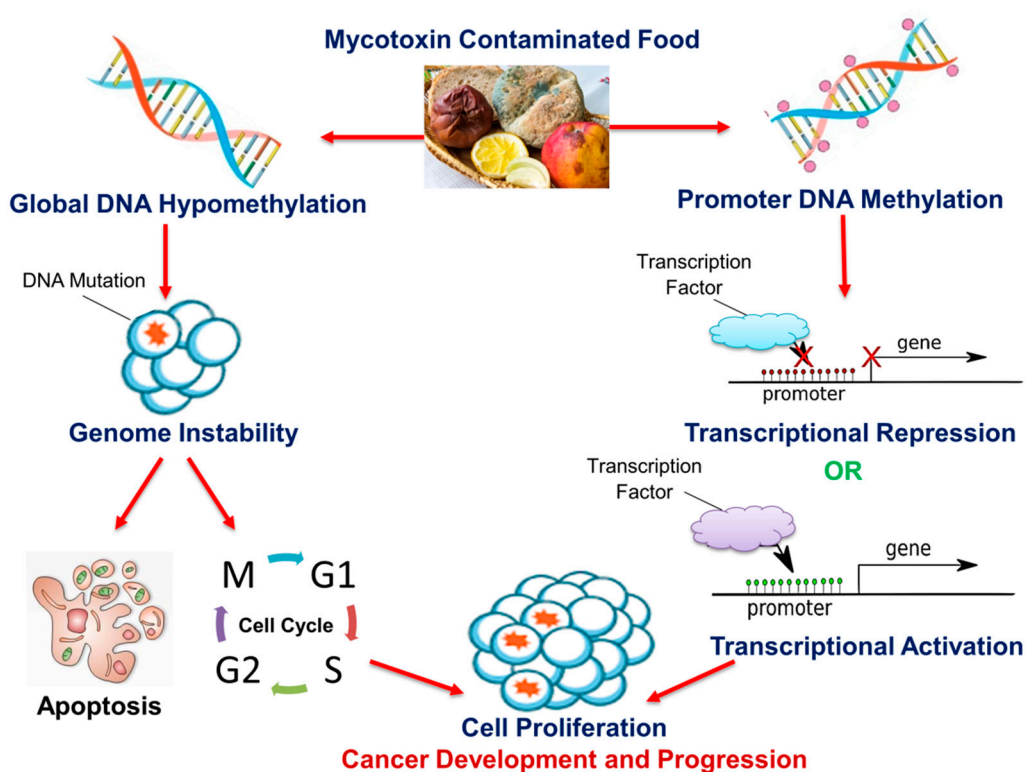 Mycotoxin Contaminated Food
Global DNA Hypomethylation
Promoter DNA Methylation
DNA Mutation
Transcription
Factor
gene
promoter
Genome Instability
Transcriptional Repression
OR
Transcription
Factor
gene
promoter
Transcriptional Activation
M
G1
Cell Cycle
G2
S
Apoptosis
Cell Proliferation
Cancer Development and Progression